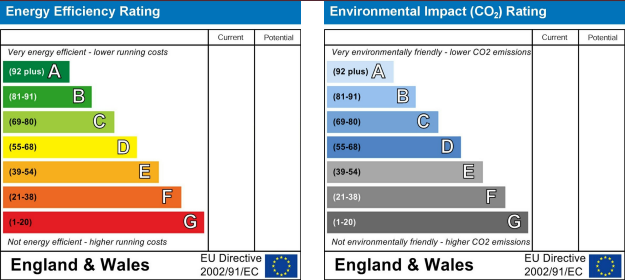 Energy Efficiency Rating
Current Potential
Very energy efficient - lower running costs
(92 plus) A
(81-91) B
(69-80) C
(55-68) D
(39-54) E
(21-38) F
(1-20) G
Not energy efficient - higher running costs
England & Wales
EU Directive
2002/91/EC
Environmental Impact (CO₂) Rating
Current Potential
Very environmentally friendly - lower CO2 emissions
(92 plus) A
(81-91) B
(69-80) C
(55-68) D
(39-54) E
(21-38) F
(1-20) G
Not environmentally friendly - higher CO2 emissions
England & Wales
EU Directive
2002/91/EC